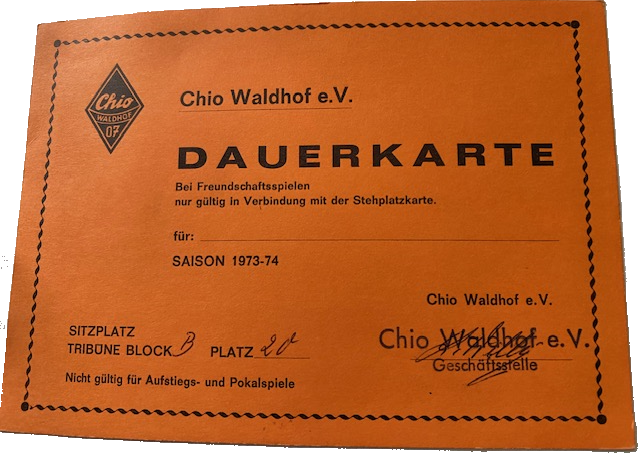 Chio
WALDHOF
07
Chio Waldhof e.V.
DAUERKARTE
Bei Freundschaftsspielen
nur gültig in Verbindung mit der Stehplatzkarte.
für:
SAISON 1973-74
Chio Waldhof e.V.
SITZPLATZ
TRIBÜNE BLOCK B PLATZ 20
Chio Waldhof e.V.
Geschäftsstelle
Nicht gültig für Aufstiegs- und Pokalspiele